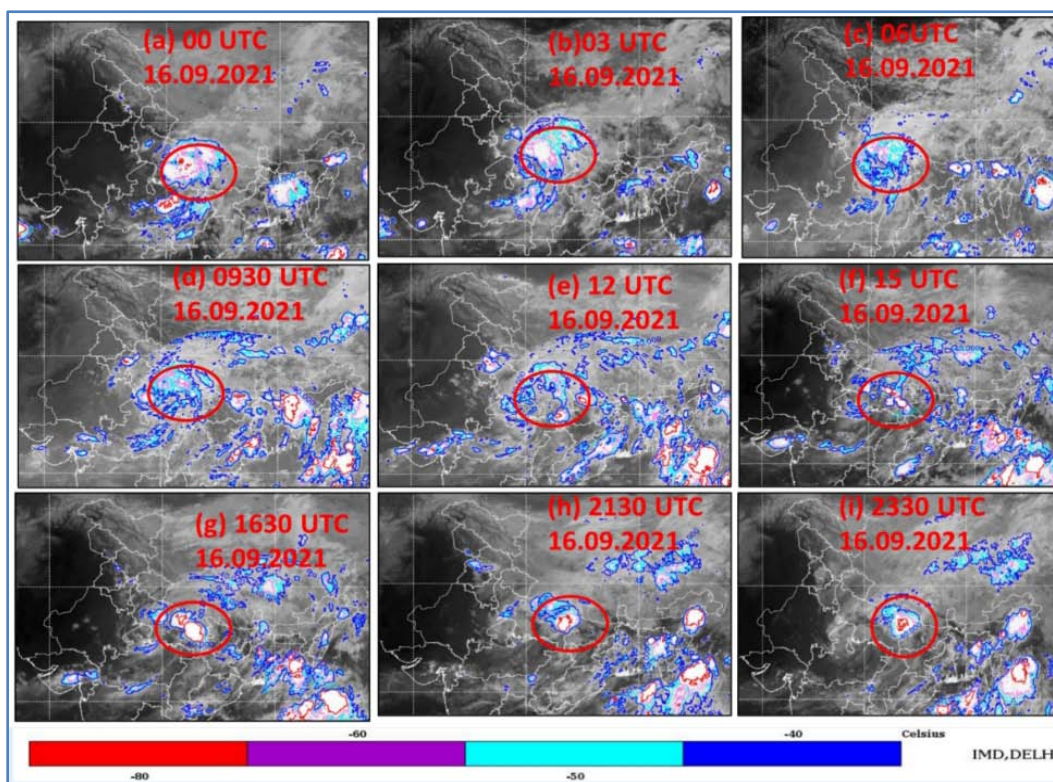 (a) 00 UTC
16.09.2021
(b)03 UTC
16.09.2021
(c) 06UTC
16.09.2021
(d) 0930 UTC
16.09.2021
(e) 12 UTC
16.09.2021
(f) 15 UTC
16.09.2021
(g) 1630 UTC
16.09.2021
(h) 2130 UTC
16.09.2021
(i) 2330 UTC
16.09.2021
-60 -40 Celsius
IMD,DELH
-80 -50